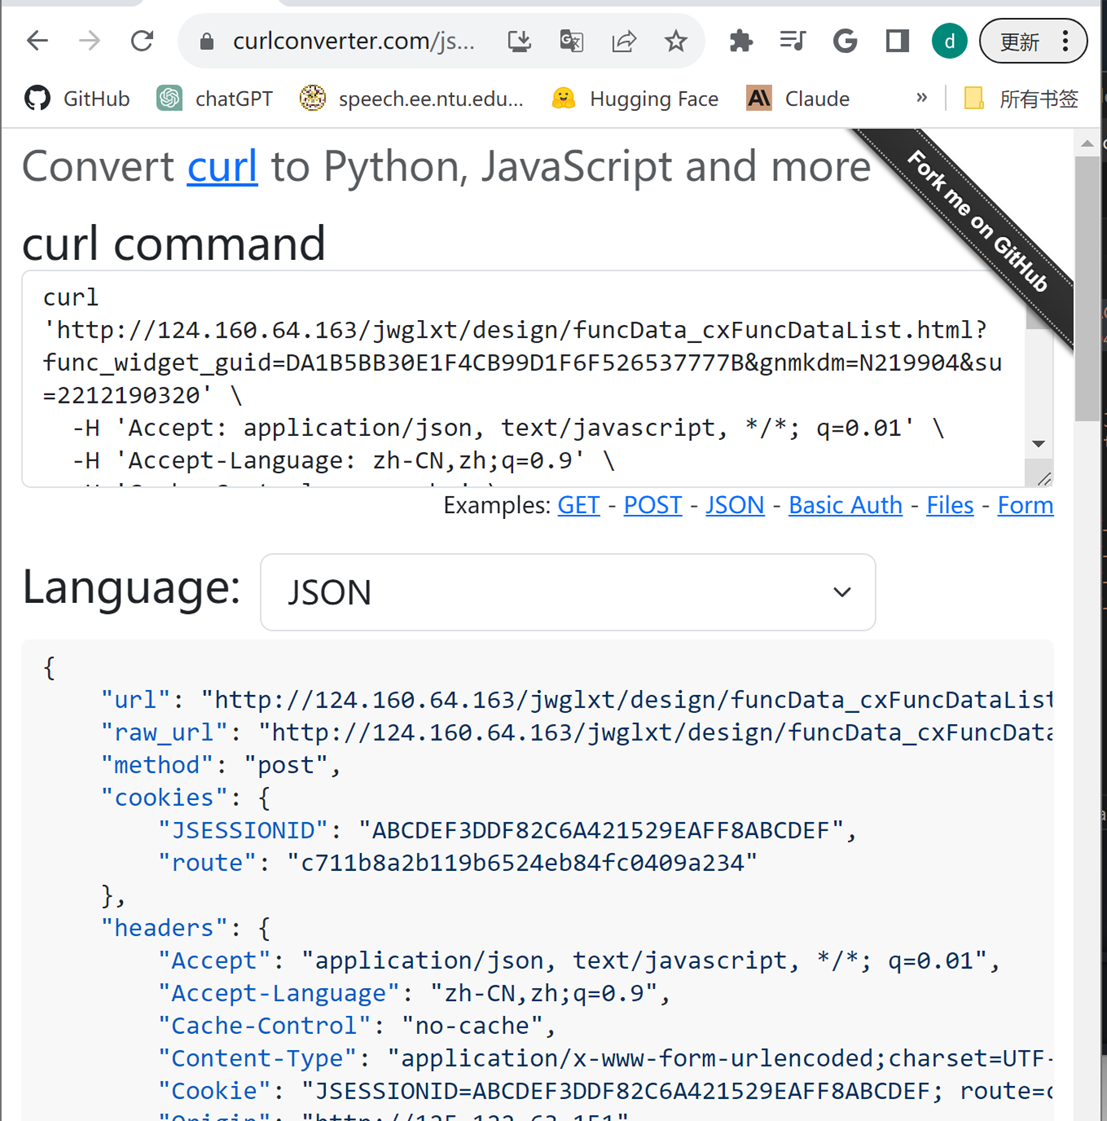 curlconverter.com/js...
d
更新
GitHub
chatGPT
speech.ee.ntu.edu...
Hugging Face
Claude
»
所有书签
Convert curl to Python, JavaScript and more
Fork me on GitHub
curl command
curl
'http://124.160.64.163/jwglxt/design/funcData_cxFuncDataList.html?
func_widget_guid=DA1B5BB30E1F4CB99D1F6F526537777B&gnmkdm=N219904&su
=2212190320' \
-H 'Accept: application/json, text/javascript, */*; q=0.01' \
-H 'Accept-Language: zh-CN,zh;q=0.9' \
Examples: GET - POST - JSON - Basic Auth - Files - Form
Language: JSON
{
"url": "http://124.160.64.163/jwglxt/design/funcData_cxFuncDataList
"raw_url": "http://124.160.64.163/jwglxt/design/funcData_cxFuncData
"method": "post",
"cookies": {
"JSESSIONID": "ABCDEF3DDF82C6A421529EAFF8ABCDEF",
"route": "c711b8a2b119b6524eb84fc0409a234"
},
"headers": {
"Accept": "application/json, text/javascript, */*; q=0.01",
"Accept-Language": "zh-CN,zh;q=0.9",
"Cache-Control": "no-cache",
"Content-Type": "application/x-www-form-urlencoded;charset=UTF-
"Cookie": "JSESSIONID=ABCDEF3DDF82C6A421529EAFF8ABCDEF; route=c